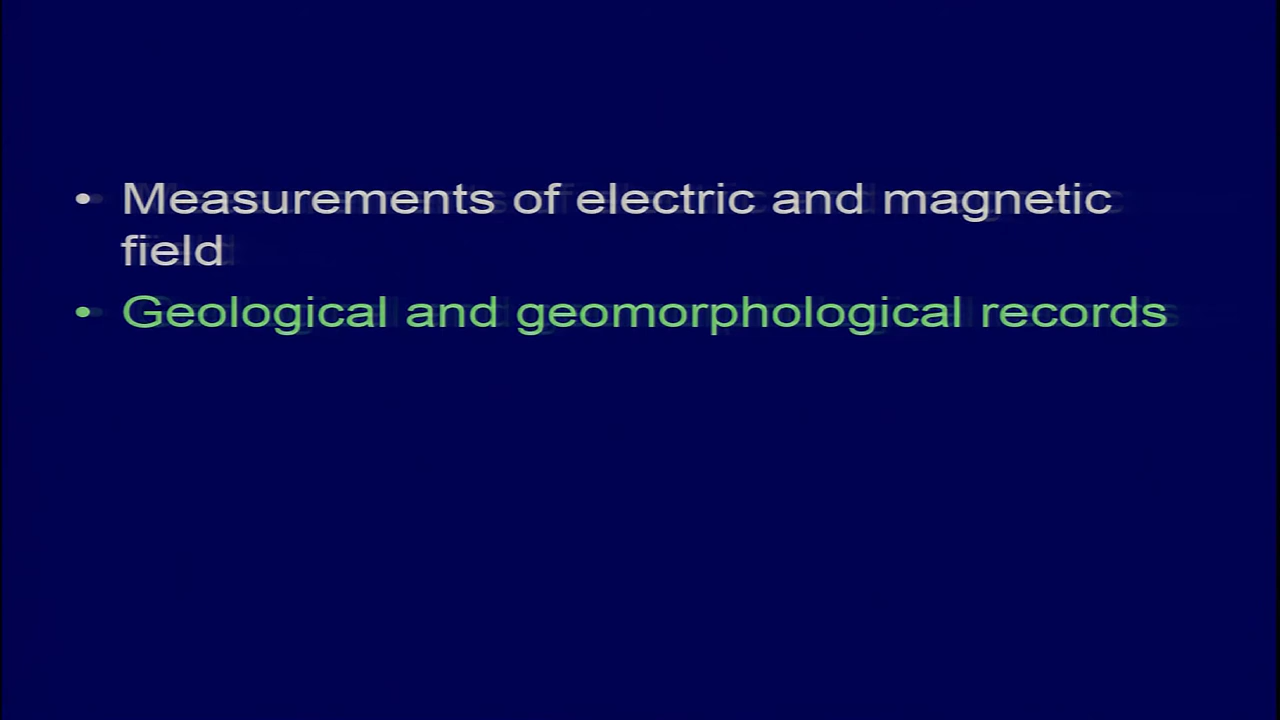 • Measurements of electric and magnetic
field
• Geological and geomorphological records